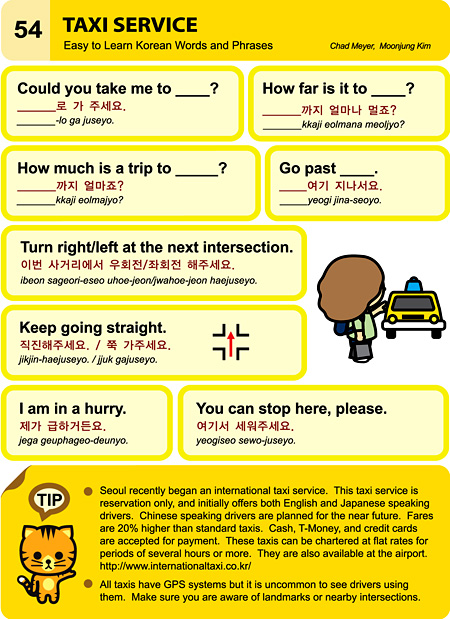 54
TAXI SERVICE
Easy to Learn Korean Words and Phrases
Chad Meyer, Moonjung Kim
Could you take me to ____?
______로 가 주세요.
_______-lo ga juseyo.
How far is it to ____?
______까지 얼마나 멀죠?
_______kkaji eolmana meoljyo?
How much is a trip to _____?
______까지 얼마죠?
______kkaji eolmajyo?
Go past ____.
____여기 지나서요.
_____yeogi jina-seoyo.
Turn right/left at the next intersection.
이번 사거리에서 우회전/좌회전 해주세요.
ibeon sageori-eseo uhoe-jeon/jwahoe-jeon haejuseyo.
Keep going straight.
직진해주세요. / 쭉 가주세요.
jikjin-haejuseyo. / jjuk gajuseyo.
I am in a hurry.
제가 급하거든요.
jega geuphageo-deunyo.
You can stop here, please.
여기서 세워주세요.
yeogiseo sewo-juseyo.
TIP
Seoul recently began an international taxi service. This taxi service is
reservation only, and initially offers both English and Japanese speaking
drivers. Chinese speaking drivers are planned for the near future. Fares
are 20% higher than standard taxis. Cash, T-Money, and credit cards
are accepted for payment. These taxis can be chartered at flat rates for
periods of several hours or more. They are also available at the airport.
http://www.internationaltaxi.co.kr/
All taxis have GPS systems but it is uncommon to see drivers using
them. Make sure you are aware of landmarks or nearby intersections.